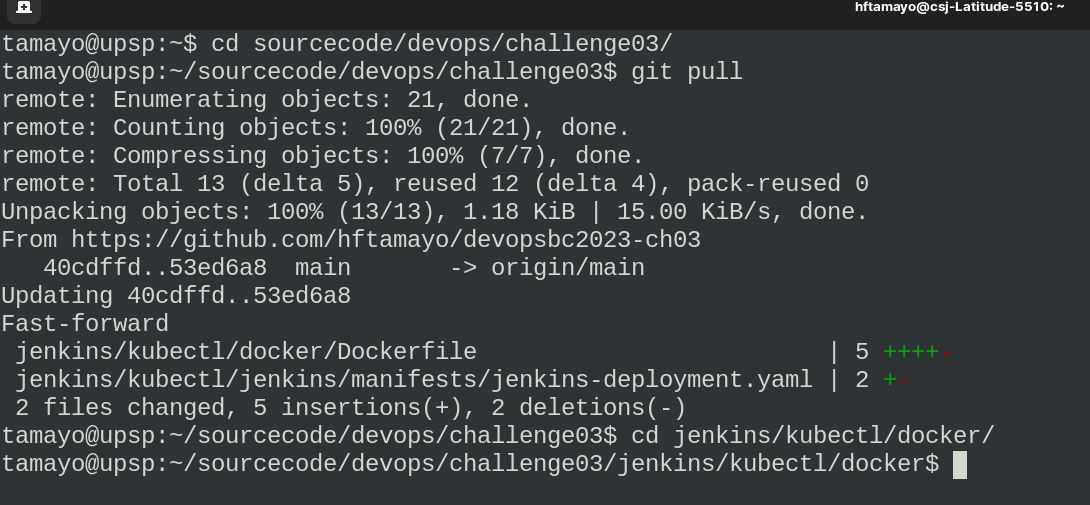 hftamayo@csj-Latitude-5510: ~
tamayo@upsp:~$ cd sourcecode/devops/challenge03/
tamayo@upsp:~/sourcecode/devops/challenge03$ git pull
remote: Enumerating objects: 21, done.
remote: Counting objects: 100% (21/21), done.
remote: Compressing objects: 100% (7/7), done.
remote: Total 13 (delta 5), reused 12 (delta 4), pack-reused 0
Unpacking objects: 100% (13/13), 1.18 KiB | 15.00 KiB/s, done.
From https://github.com/hftamayo/devopsbc2023-ch03
   40cdffd..53ed6a8  main       -> origin/main
Updating 40cdffd..53ed6a8
Fast-forward
 jenkins/kubectl/docker/Dockerfile                         | 5 ++++-
 jenkins/kubectl/jenkins/manifests/jenkins-deployment.yaml | 2 +-
 2 files changed, 5 insertions(+), 2 deletions(-)
tamayo@upsp:~/sourcecode/devops/challenge03$ cd jenkins/kubectl/docker/
tamayo@upsp:~/sourcecode/devops/challenge03/jenkins/kubectl/docker$